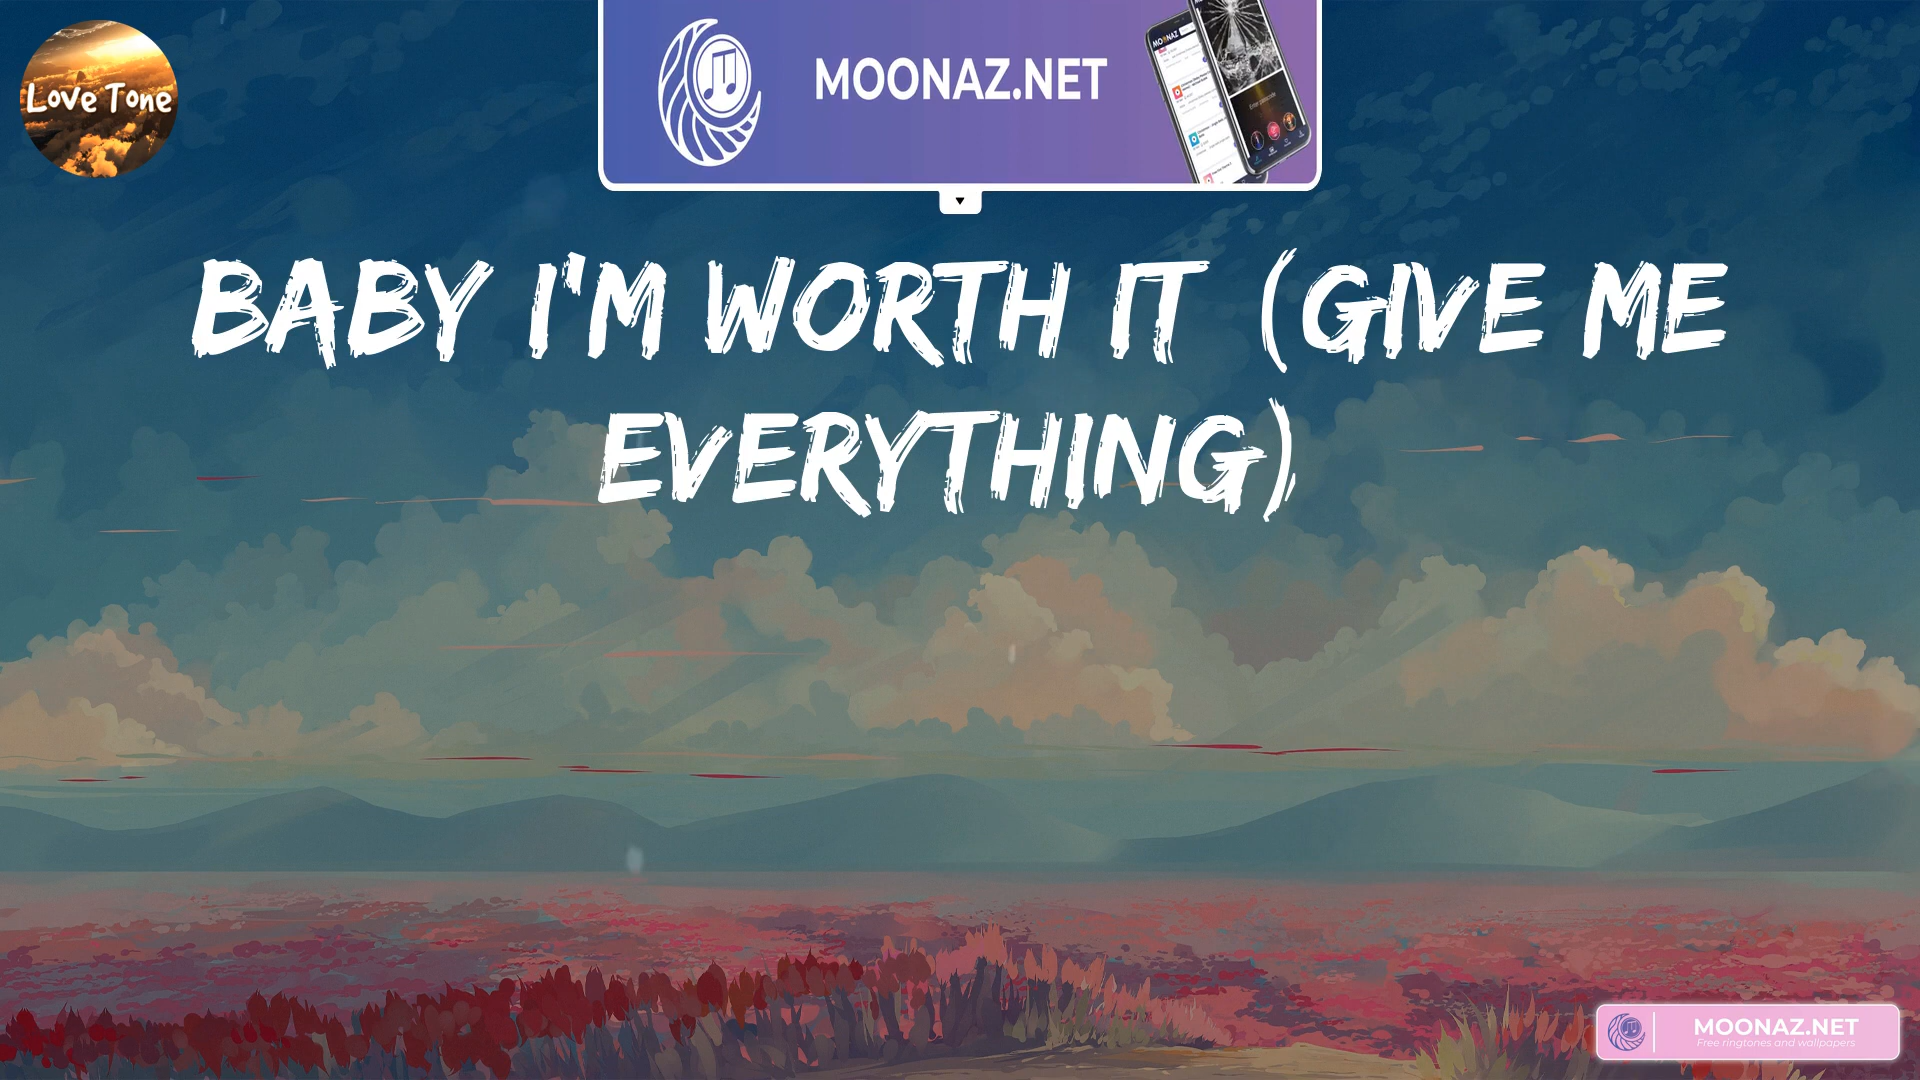 Love Tone
MOONAZ.NET
BABY I'M WORTH IT (GIVE ME
EVERYTHING)
MOONAZ.NET
Free ringtones and wallpapers